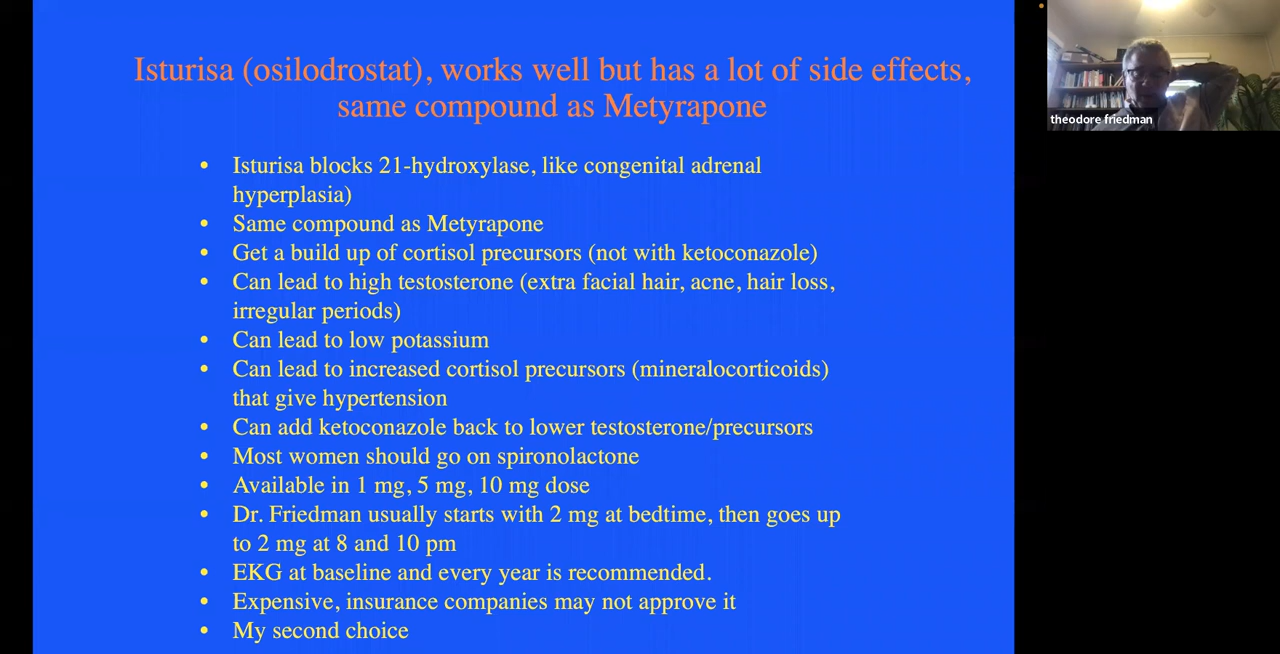 Isturisa (osilodrostat), works well but has a lot of side effects,
same compound as Metyrapone
• Isturisa blocks 21-hydroxylase, like congenital adrenal
hyperplasia)
• Same compound as Metyrapone
• Get a build up of cortisol precursors (not with ketoconazole)
• Can lead to high testosterone (extra facial hair, acne, hair loss,
irregular periods)
• Can lead to low potassium
• Can lead to increased cortisol precursors (mineralocorticoids)
that give hypertension
• Can add ketoconazole back to lower testosterone/precursors
• Most women should go on spironolactone
• Available in 1 mg, 5 mg, 10 mg dose
• Dr. Friedman usually starts with 2 mg at bedtime, then goes up
to 2 mg at 8 and 10 pm
• EKG at baseline and every year is recommended.
• Expensive, insurance companies may not approve it
• My second choice
theodore friedman